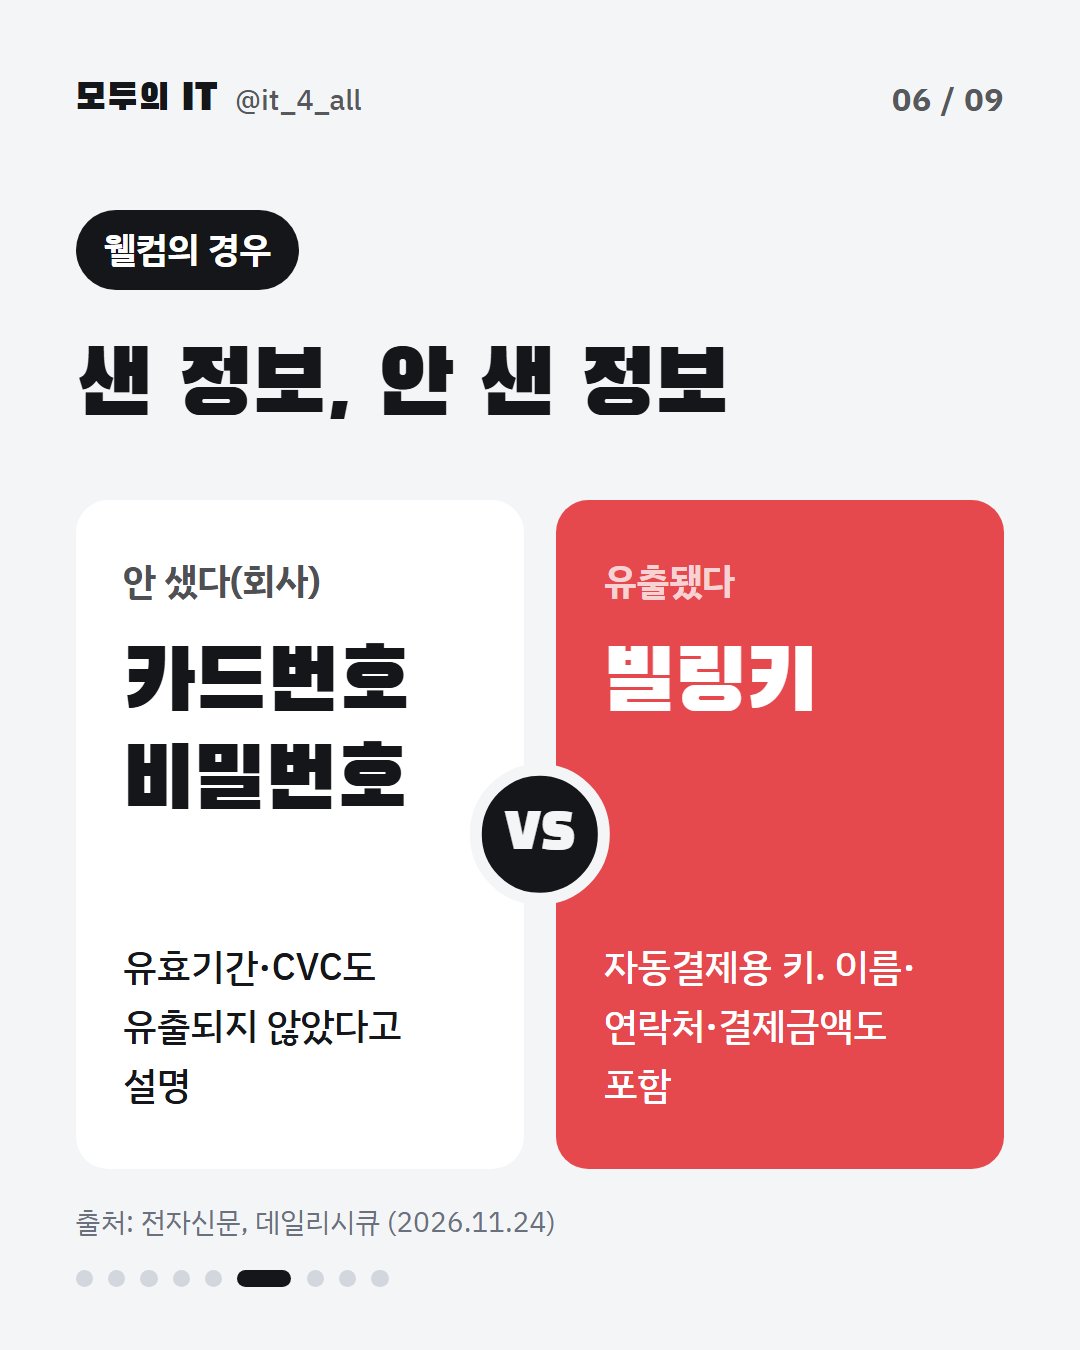 모두의 IT @it_4_all
06 / 09
웰컴의 경우
샌 정보, 안 샌 정보
안 샜다(회사)
카드번호
비밀번호
유효기간·CVC도
유출되지 않았다고
설명
VS
유출됐다
빌링키
자동결제용 키. 이름·
연락처·결제금액도
포함
출처: 전자신문, 데일리시큐 (2026.11.24)